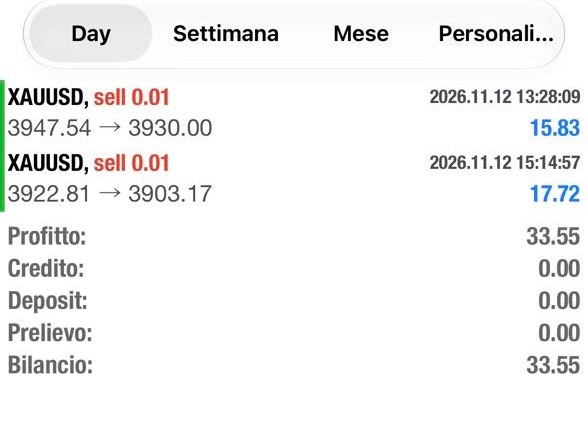 Day Settimana Mese Personali...
XAUUSD, sell 0.01 2026.11.12 13:28:09
3947.54 → 3930.00 15.83
XAUUSD, sell 0.01 2026.11.12 15:14:57
3922.81 → 3903.17 17.72
Profitto: 33.55
Credito: 0.00
Deposit: 0.00
Prelievo: 0.00
Bilancio: 33.55